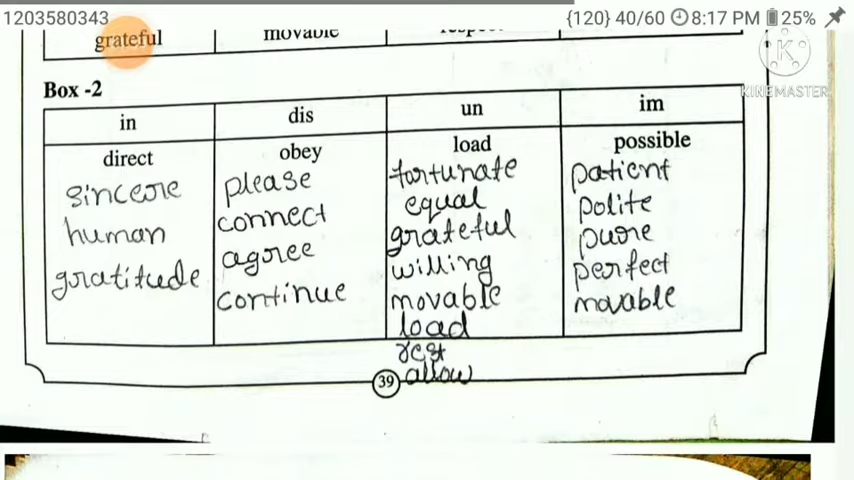 1203580343 {120} 40/60 8:17 PM 25%
grateful movable
K
KINEMASTER
Box -2
in dis un im
direct obey load possible
sincere please fortunate patient
human connect equal polite
gratitude agree grateful pure
continue willing perfect
movable movable
load
rest
allow
39